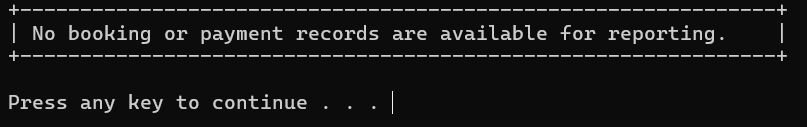 +---------------------------------------------------------------+
| No booking or payment records are available for reporting.    |
+---------------------------------------------------------------+
Press any key to continue . . .